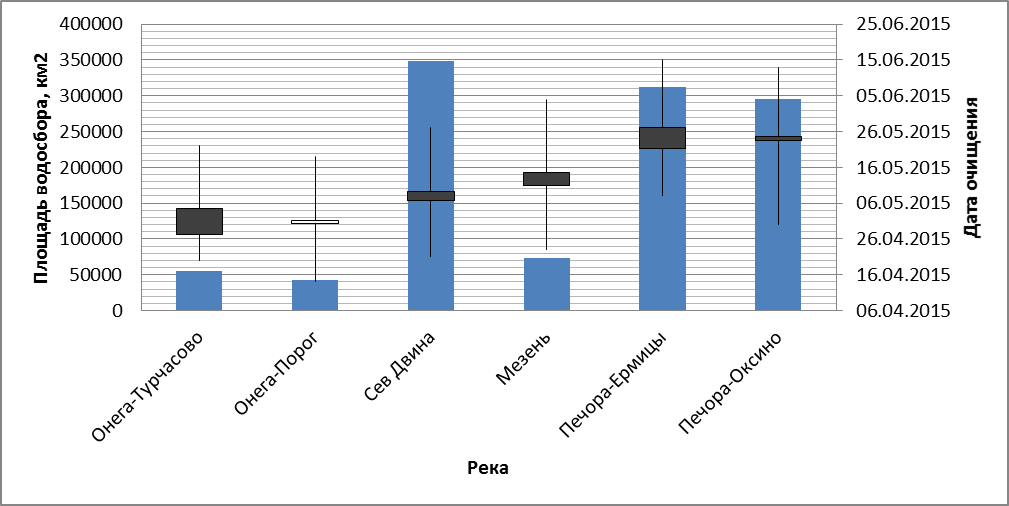 400000
350000
300000
250000
200000
150000
100000
50000
0
Площадь водосбора, км2
25.06.2015
15.06.2015
05.06.2015
26.05.2015
16.05.2015
06.05.2015
26.04.2015
16.04.2015
06.04.2015
Дата очищения
Онега-Турчасово
Онега-Порог
Сев Двина
Мезень
Печора-Ермицы
Печора-Оксино
Река